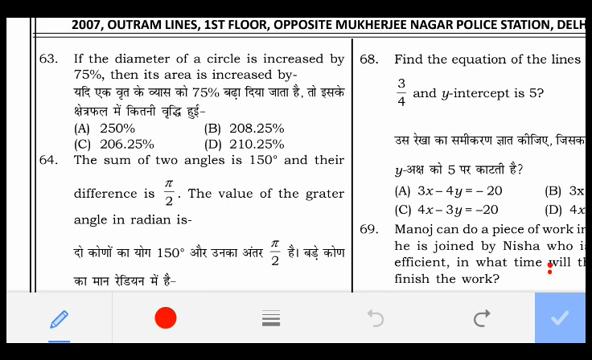 2007, OUTRAM LINES, 1ST FLOOR, OPPOSITE MUKHERJEE NAGAR POLICE STATION, DELH
63. If the diameter of a circle is increased by
75%, then its area is increased by-
यदि एक वृत के व्यास को 75% बढ़ा दिया जाता है, तो इसके
क्षेत्रफल में कितनी वृद्धि हुई-
(A) 250% (B) 208.25%
(C) 206.25% (D) 210.25%
64. The sum of two angles is 150° and their
difference is π/2. The value of the grater
angle in radian is-
दो कोणों का योग 150° और उनका अंतर π/2 है। बड़े कोण
का मान रेडियन में है-
68. Find the equation of the lines
3/4 and y-intercept is 5?
उस रेखा का समीकरण ज्ञात कीजिए, जिसका
y-अक्ष को 5 पर काटती है?
(A) 3x – 4y = – 20 (B) 3x
(C) 4x – 3y = –20 (D) 4x
69. Manoj can do a piece of work in
he is joined by Nisha who is
efficient, in what time will th
finish the work?